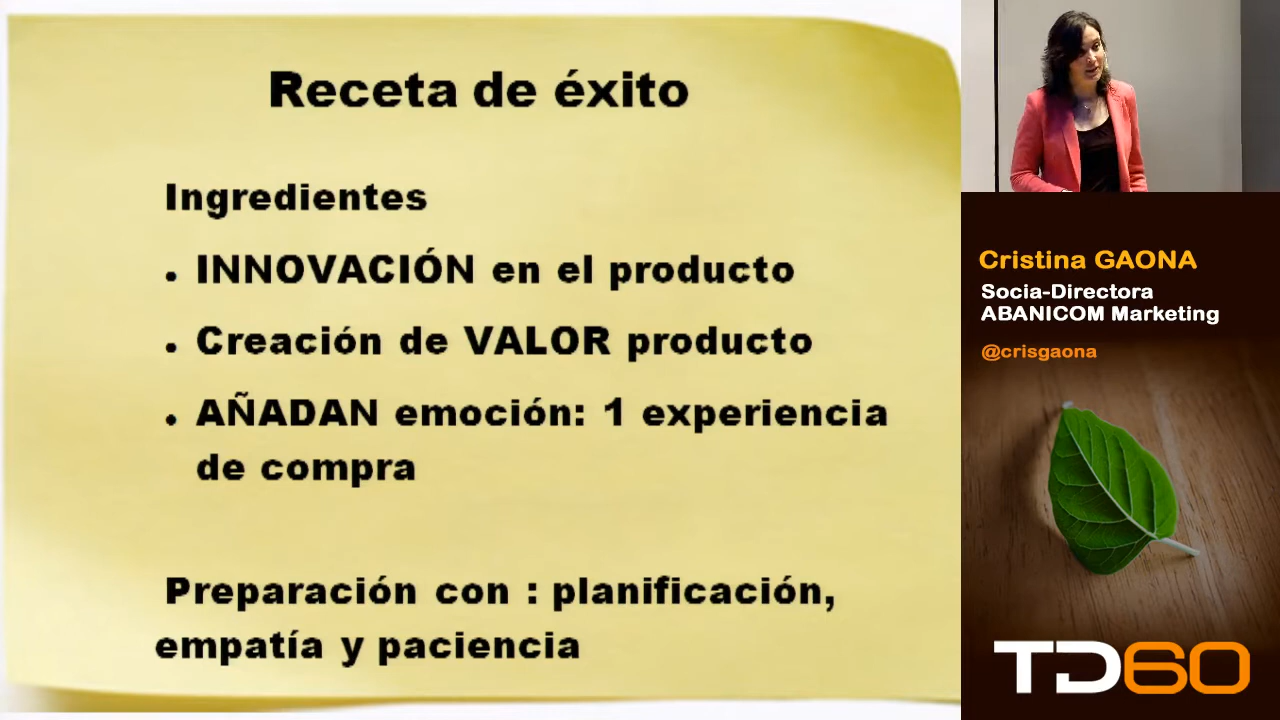 Receta de éxito
Ingredientes
. INNOVACIÓN en el producto
. Creación de VALOR producto
. AÑADAN emoción: 1 experiencia
de compra
Preparación con : planificación,
empatía y paciencia
Cristina GAONA
Socia-Directora
ABANICOM Marketing
@crisgaona
TD60